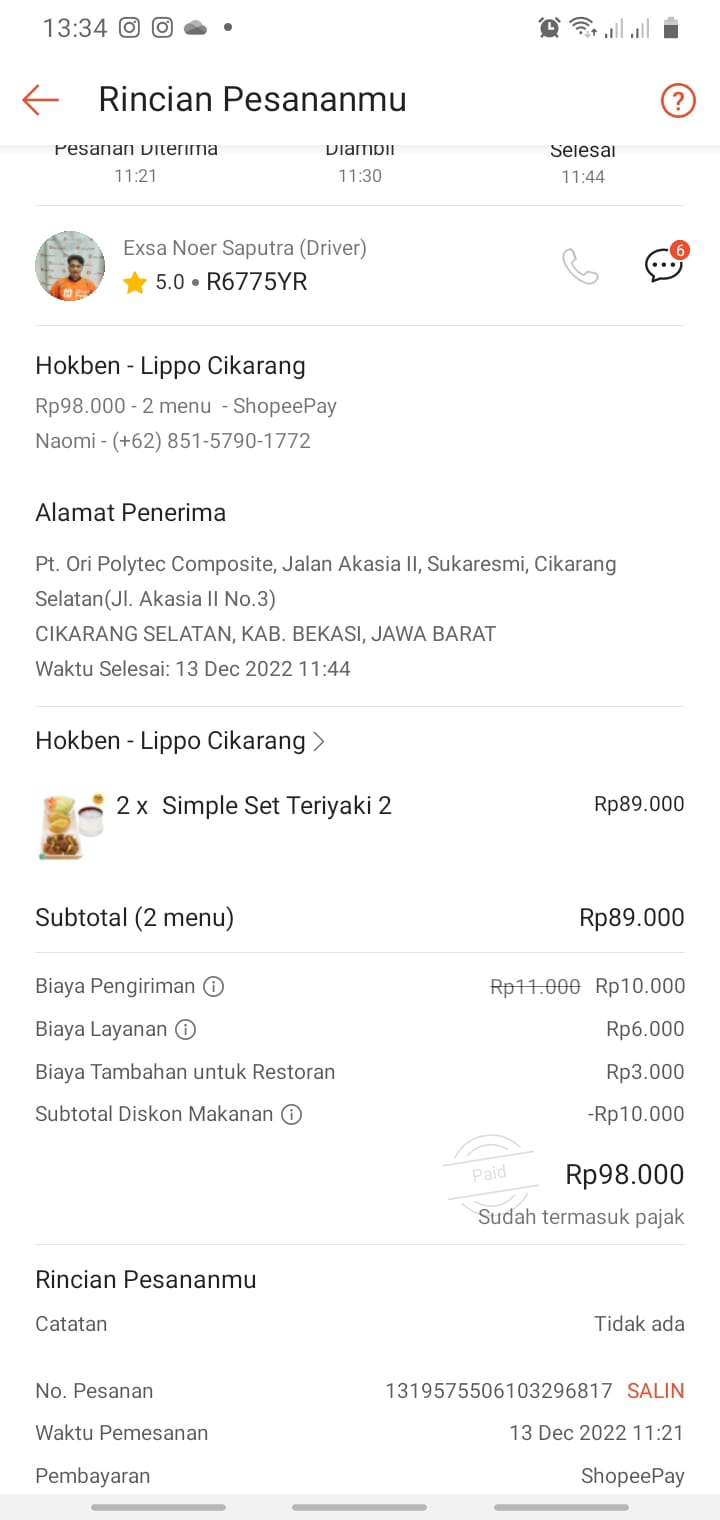 13:34
Rincian Pesananmu
Pesanan Diterima Diambil Selesai
11:21 11:30 11:44
Exsa Noer Saputra (Driver)
5.0 • R6775YR
6
Hokben - Lippo Cikarang
Rp98.000 - 2 menu - ShopeePay
Naomi - (+62) 851-5790-1772
Alamat Penerima
Pt. Ori Polytec Composite, Jalan Akasia II, Sukaresmi, Cikarang
Selatan(Jl. Akasia II No.3)
CIKARANG SELATAN, KAB. BEKASI, JAWA BARAT
Waktu Selesai: 13 Dec 2022 11:44
Hokben - Lippo Cikarang
2 x Simple Set Teriyaki 2 Rp89.000
Subtotal (2 menu) Rp89.000
Biaya Pengiriman Rp11.000 Rp10.000
Biaya Layanan Rp6.000
Biaya Tambahan untuk Restoran Rp3.000
Subtotal Diskon Makanan -Rp10.000
Paid Rp98.000
Sudah termasuk pajak
Rincian Pesananmu
Catatan Tidak ada
No. Pesanan 1319575506103296817 SALIN
Waktu Pemesanan 13 Dec 2022 11:21
Pembayaran ShopeePay